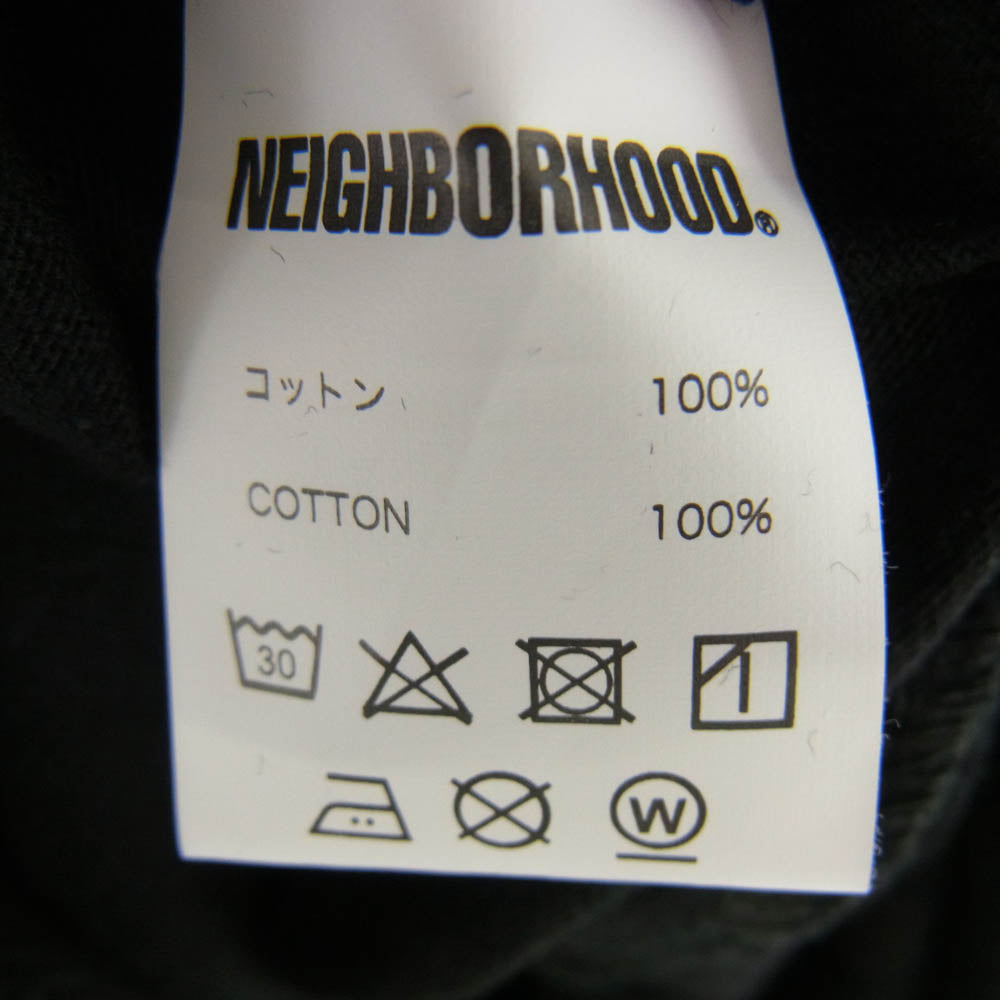 NEIGHBORHOOD®
コットン 100%
COTTON 100%
30
W